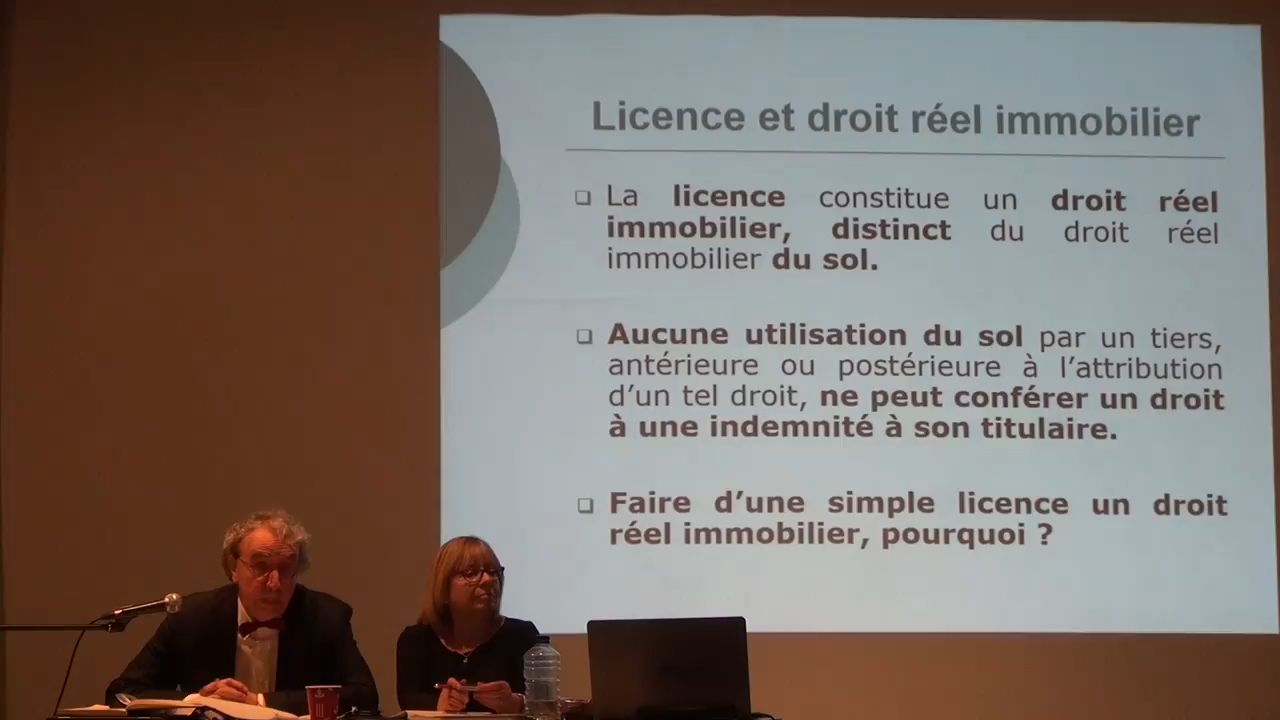 Licence et droit réel immobilier
❑ La licence constitue un droit réel
immobilier, distinct du droit réel
immobilier du sol.
❑ Aucune utilisation du sol par un tiers,
antérieure ou postérieure à l'attribution
d'un tel droit, ne peut conférer un droit
à une indemnité à son titulaire.
❑ Faire d'une simple licence un droit
réel immobilier, pourquoi ?